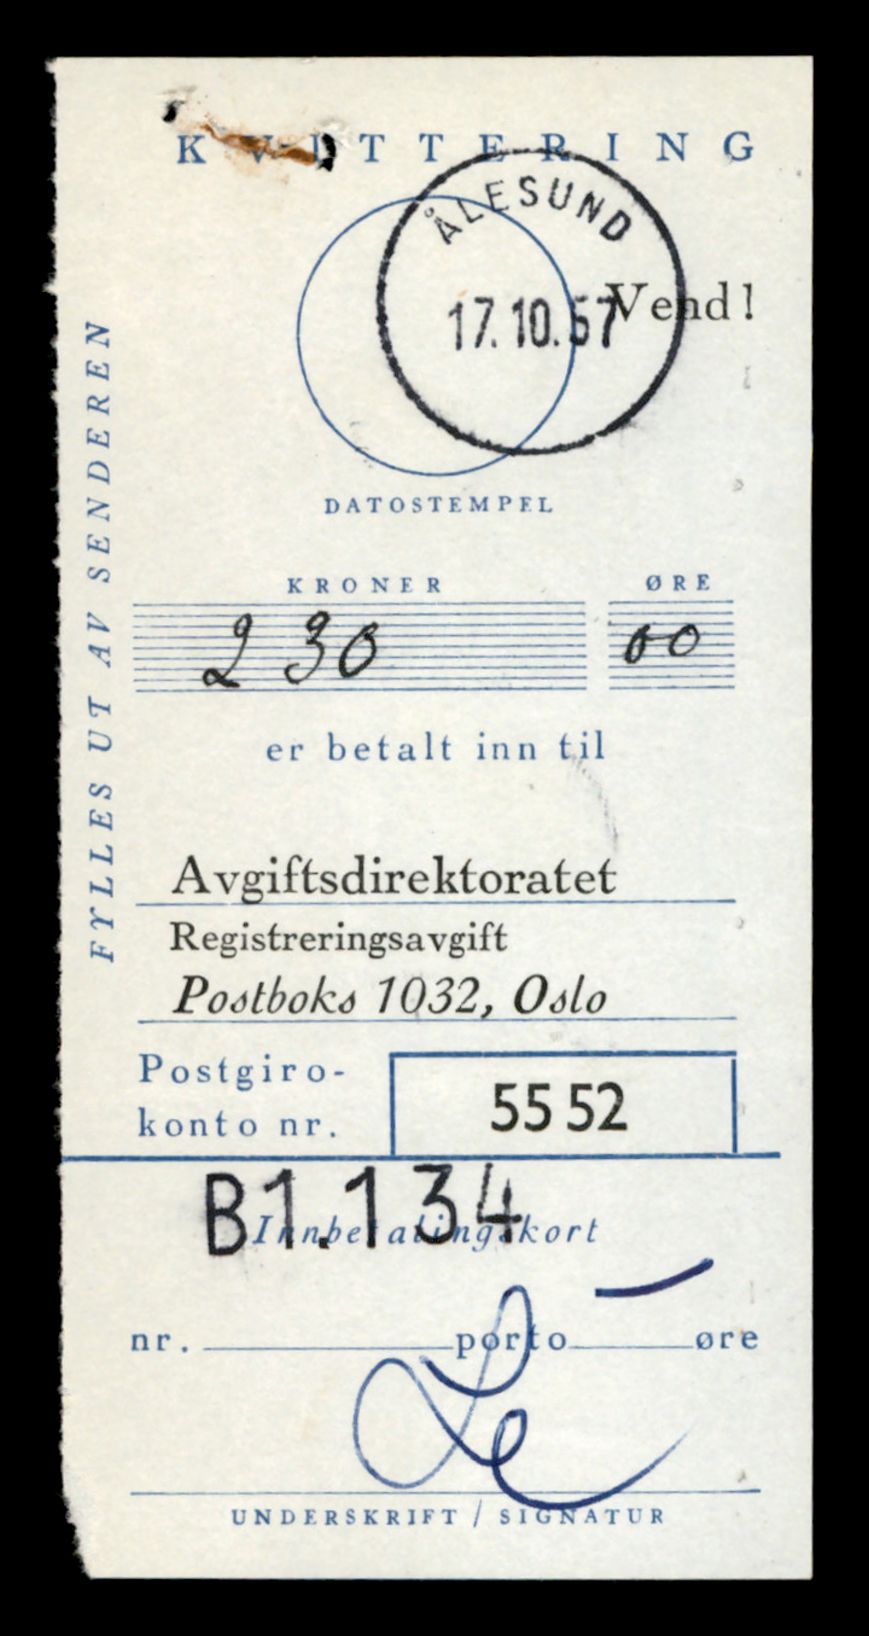 KVITTERING
ÅLESUND
17.10.67
Vend!
DATOSTEMPEL
FYLLES UT AV SENDEREN
KRONER ØRE
230 00
er betalt inn til
Avgiftsdirektoratet
Registreringsavgift
Postboks 1032, Oslo
Postgiro-
konto nr. 5552
B1.134
Innbetalingskort
nr. porto øre
UNDERSKRIFT / SIGNATUR